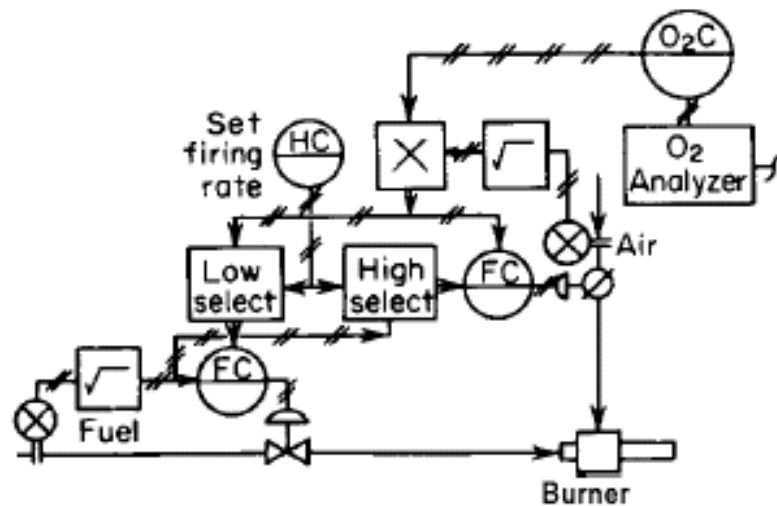 O₂C
Set
firing
rate
HC
×
√
O₂
Analyzer
Air
Low
select
High
select
FC
√
Fuel
FC
Burner